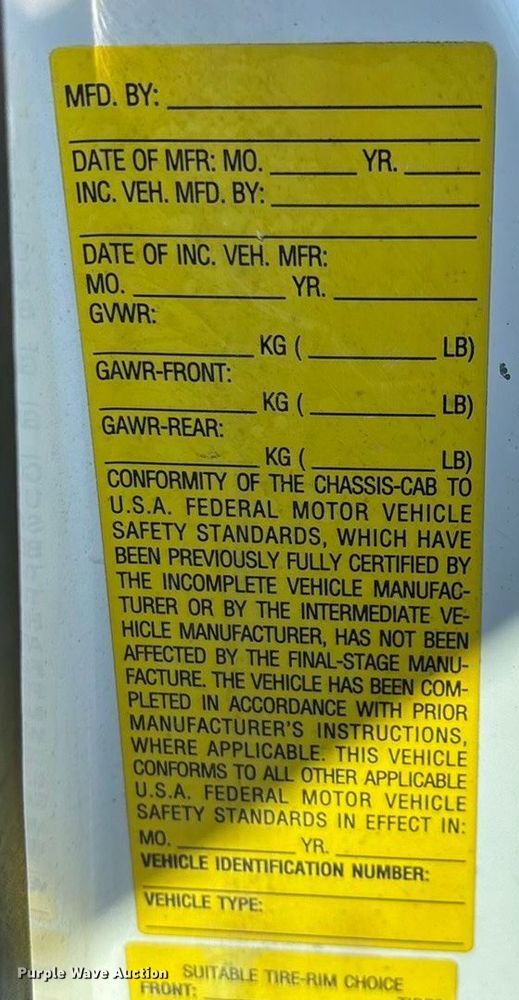 MFD. BY:
DATE OF MFR: MO. YR.
INC. VEH. MFD. BY:
DATE OF INC. VEH. MFR:
MO. YR.
GVWR:
KG ( LB)
GAWR-FRONT:
KG ( LB)
GAWR-REAR:
KG ( LB)
CONFORMITY OF THE CHASSIS-CAB TO
U.S.A. FEDERAL MOTOR VEHICLE
SAFETY STANDARDS, WHICH HAVE
BEEN PREVIOUSLY FULLY CERTIFIED BY
THE INCOMPLETE VEHICLE MANUFAC-
TURER OR BY THE INTERMEDIATE VE-
HICLE MANUFACTURER, HAS NOT BEEN
AFFECTED BY THE FINAL-STAGE MANU-
FACTURE. THE VEHICLE HAS BEEN COM-
PLETED IN ACCORDANCE WITH PRIOR
MANUFACTURER'S INSTRUCTIONS,
WHERE APPLICABLE. THIS VEHICLE
CONFORMS TO ALL OTHER APPLICABLE
U.S.A. FEDERAL MOTOR VEHICLE
SAFETY STANDARDS IN EFFECT IN:
MO. YR.
VEHICLE IDENTIFICATION NUMBER:
VEHICLE TYPE:
SUITABLE TIRE-RIM CHOICE
FRONT:
Purple Wave Auction